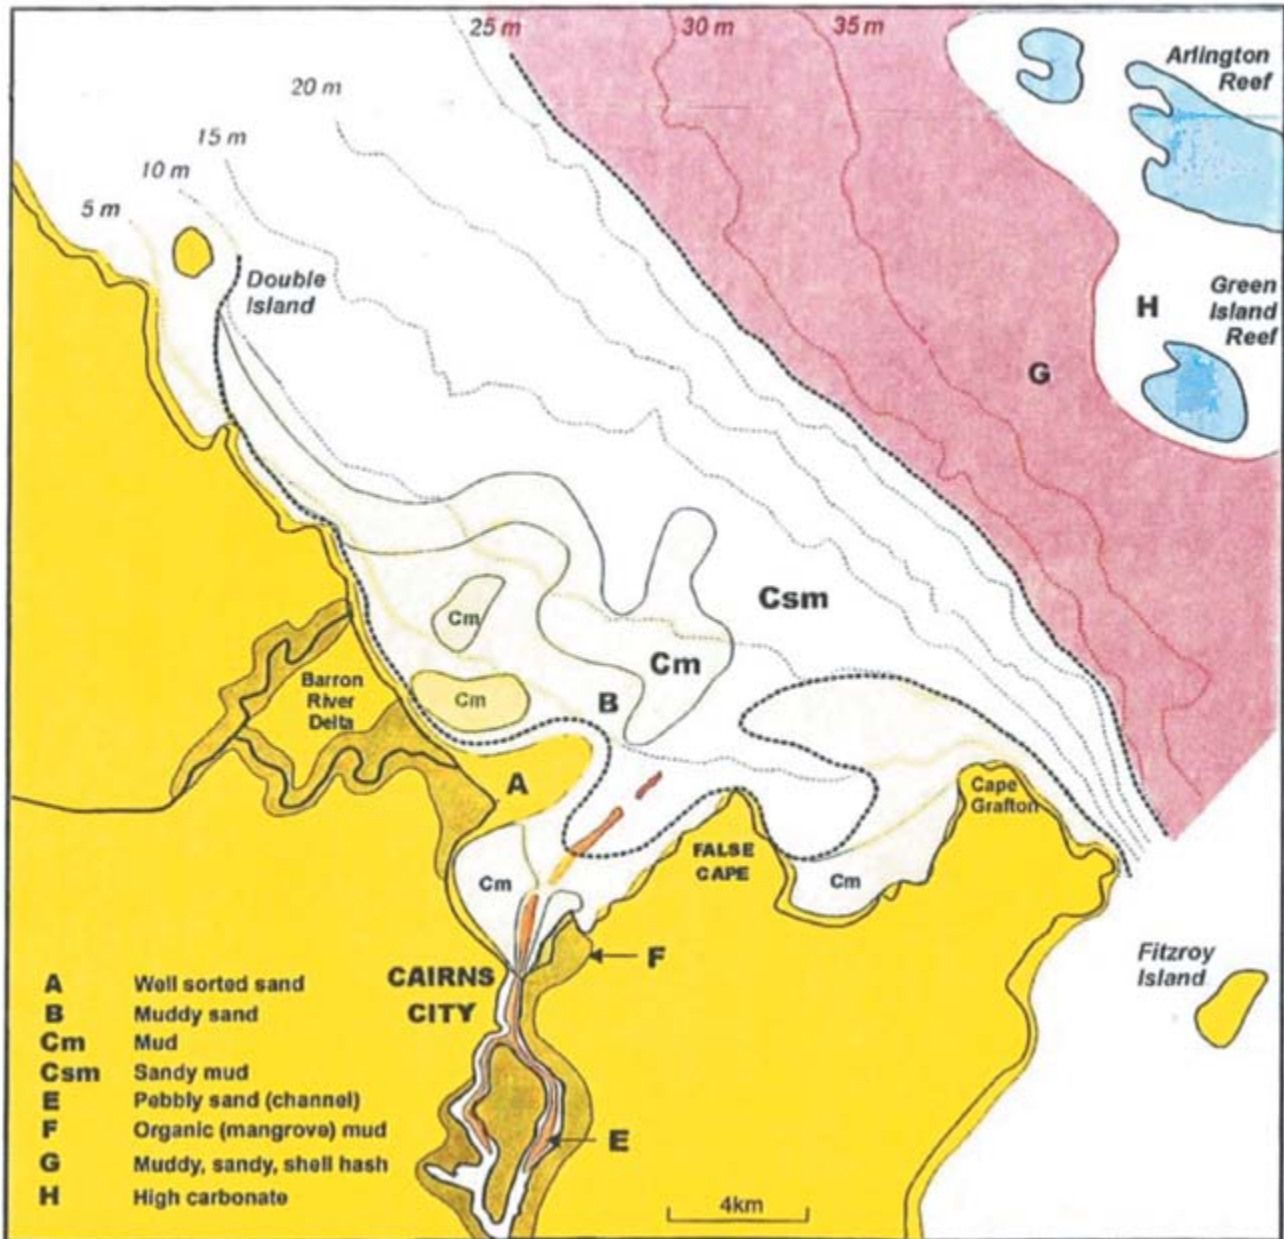 25 m
30 m
35 m
Arlington
Reef
20 m
15 m
10 m
5 m
Double
Island
H
Green
Island
Reef
G
Csm
Cm
Cm
Cm
B
Barron
River
Delta
A
Cape
Grafton
FALSE
CAPE
Cm
Cm
F
Fitzroy
Island
CAIRNS
CITY
E
A Well sorted sand
B Muddy sand
Cm Mud
Csm Sandy mud
E Pebbly sand (channel)
F Organic (mangrove) mud
G Muddy, sandy, shell hash
H High carbonate
4km